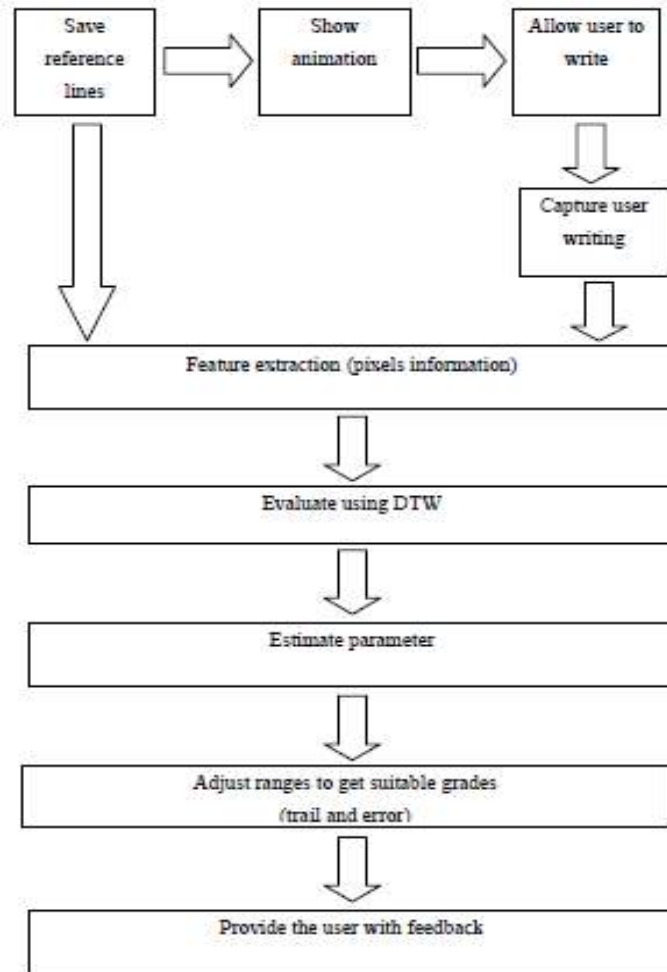 Save
reference
lines
Show
animation
Allow user to
write
Capture user
writing
Feature extraction (pixels information)
Evaluate using DTW
Estimate parameter
Adjust ranges to get suitable grades
(trail and error)
Provide the user with feedback